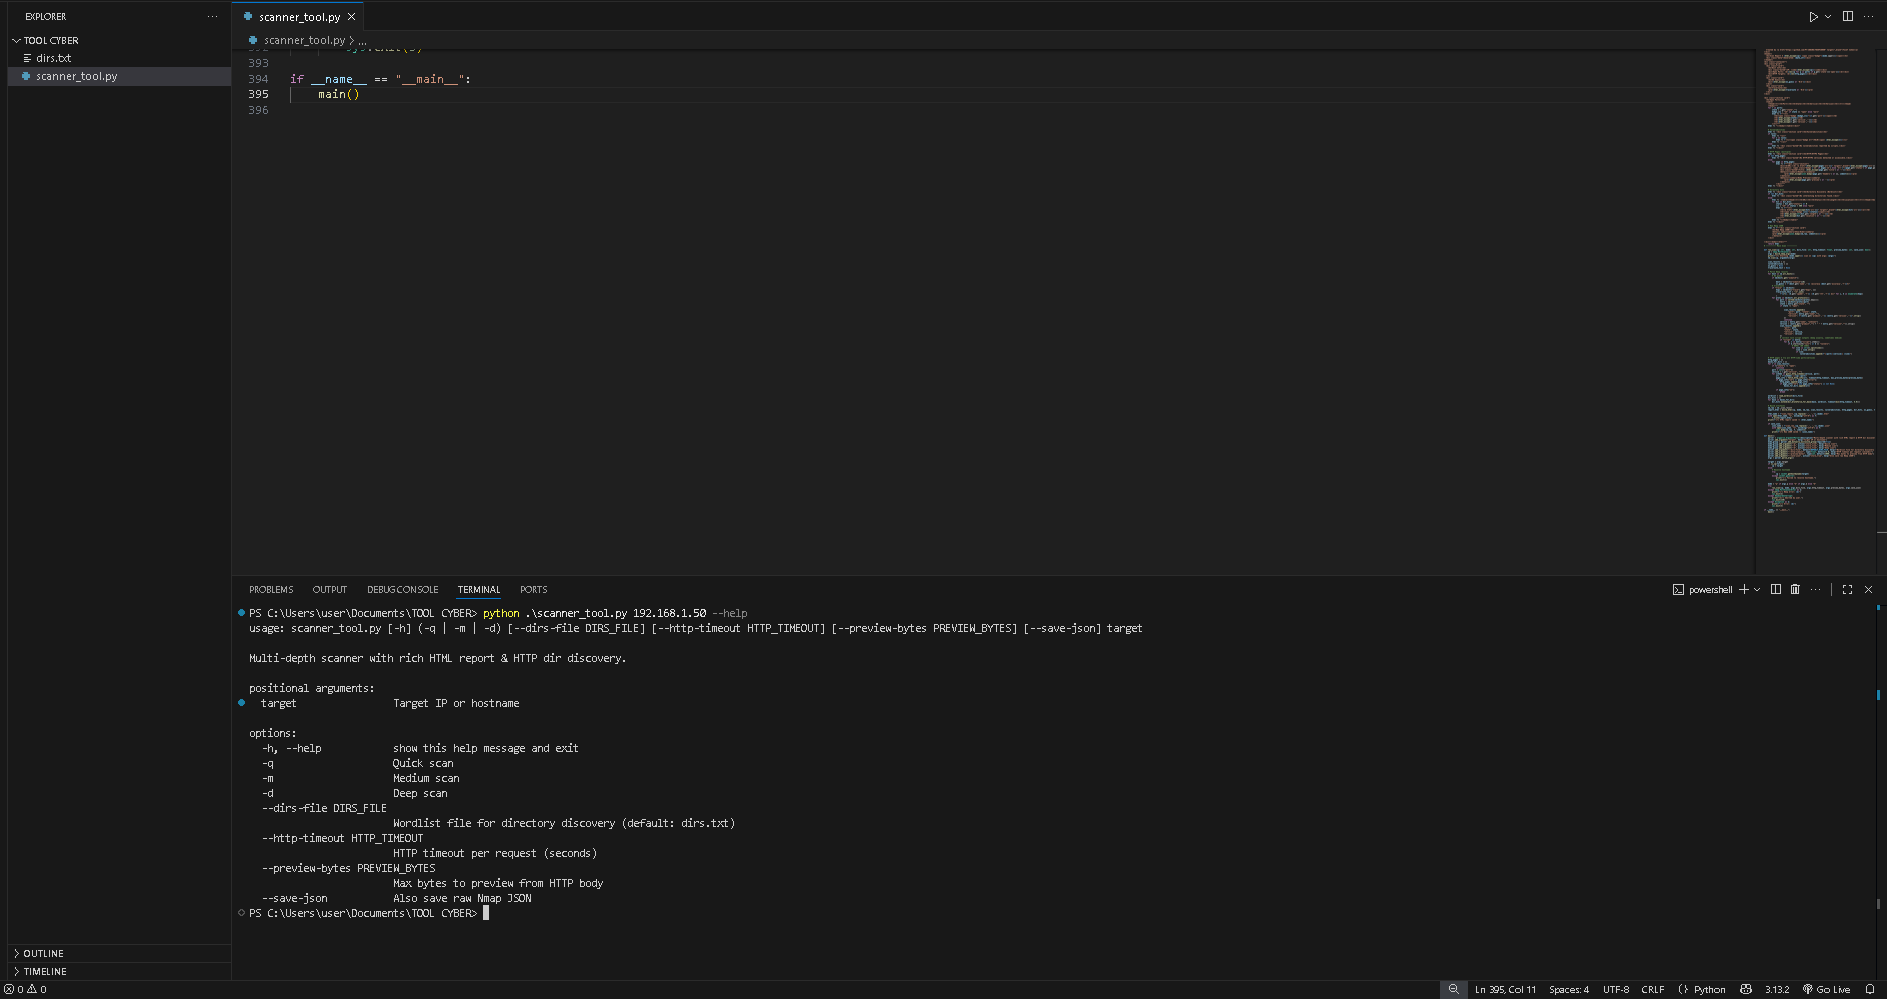 EXPLORER
···
TOOL CYBER
dirs.txt
scanner_tool.py
scanner_tool.py
scanner_tool.py > ...
393
394 if __name__ == "__main__":
395 main()
396
PROBLEMS OUTPUT DEBUG CONSOLE TERMINAL PORTS
powershell
PS C:\Users\user\Documents\TOOL CYBER> python .\scanner_tool.py 192.168.1.50 --help
usage: scanner_tool.py [-h] (-q | -m | -d) [--dirs-file DIRS_FILE] [--http-timeout HTTP_TIMEOUT] [--preview-bytes PREVIEW_BYTES] [--save-json] target
Multi-depth scanner with rich HTML report & HTTP dir discovery.
positional arguments:
target Target IP or hostname
options:
-h, --help show this help message and exit
-q Quick scan
-m Medium scan
-d Deep scan
--dirs-file DIRS_FILE
Wordlist file for directory discovery (default: dirs.txt)
--http-timeout HTTP_TIMEOUT
HTTP timeout per request (seconds)
--preview-bytes PREVIEW_BYTES
Max bytes to preview from HTTP body
--save-json Also save raw Nmap JSON
PS C:\Users\user\Documents\TOOL CYBER>
OUTLINE
TIMELINE
0 0
Ln 395, Col 11 Spaces: 4 UTF-8 CRLF Python 3.13.2 Go Live